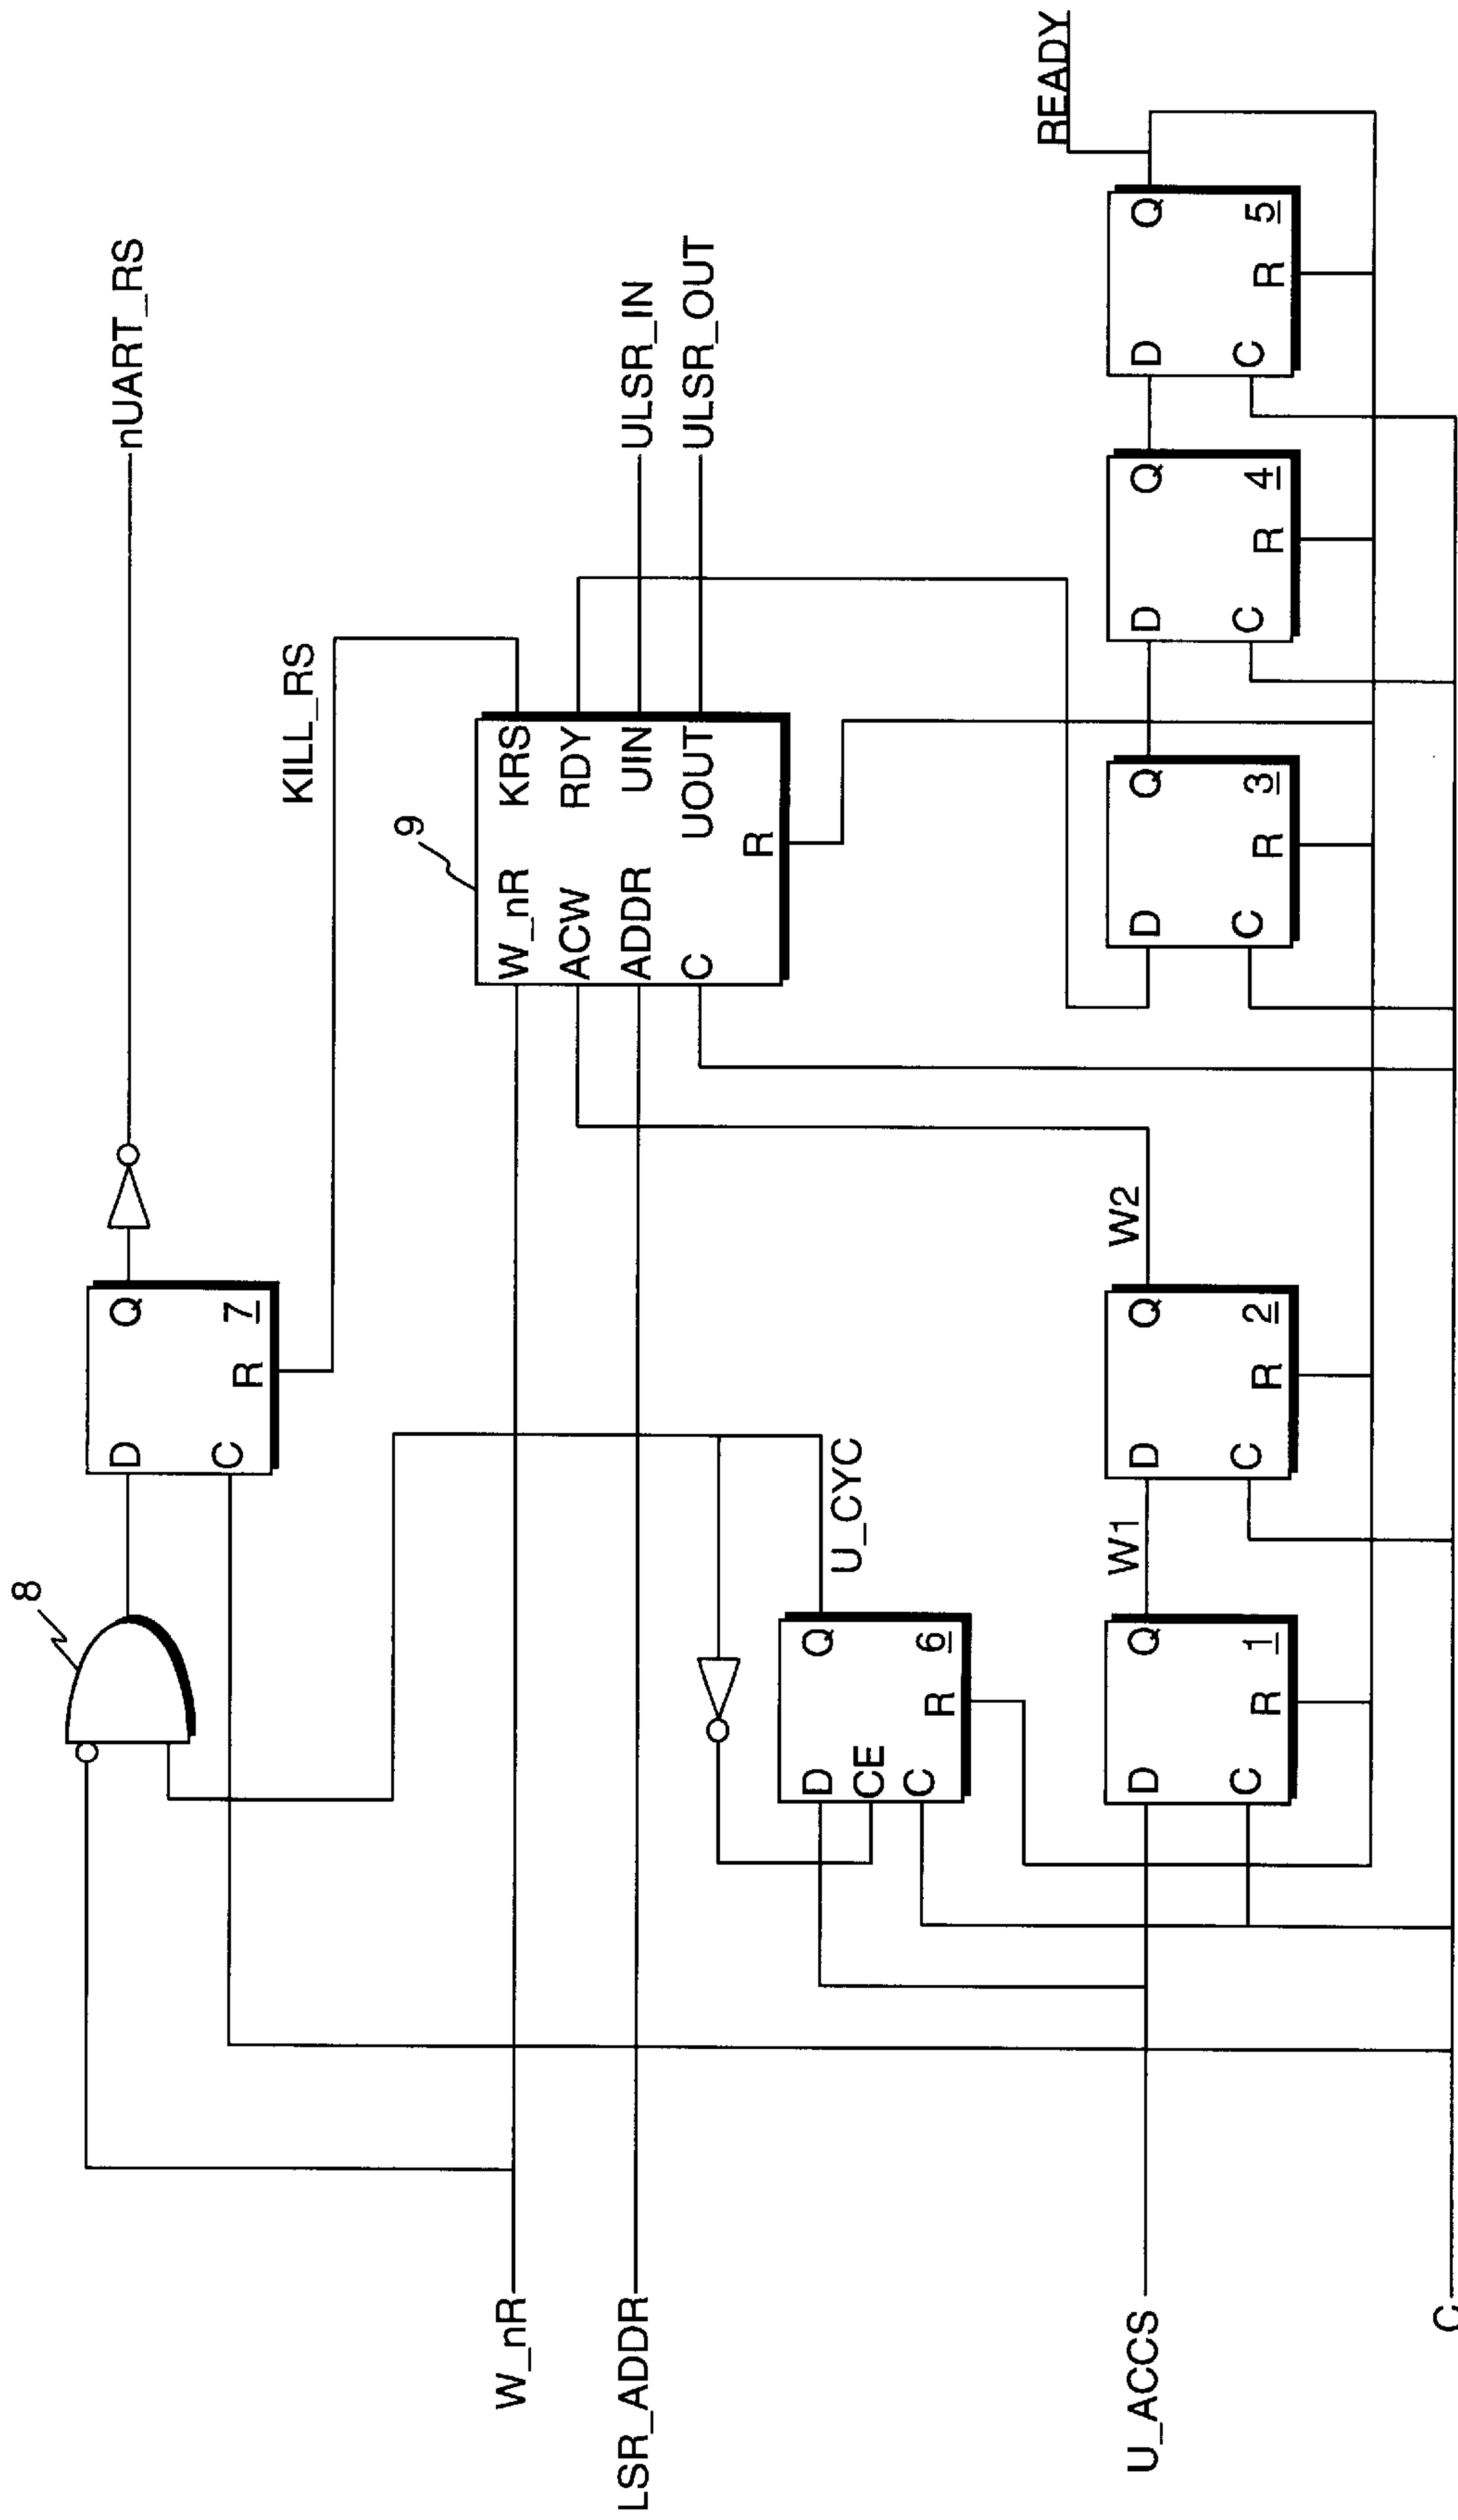 nUART_RS
8
D
Q
C
R
7
KILL_RS
9
W_nR
KRS
ACW
RDY
ADDR
UIN
C
UOUT
R
ULSR_IN
ULSR_OUT
W_nR
LSR_ADDR
D
Q
CE
C
R
6
U_CYC
READY
U_ACCS
D
Q
C
R
1
W1
D
Q
C
R
2
W2
D
Q
C
R
3
D
Q
C
R
4
D
Q
C
R
5
C